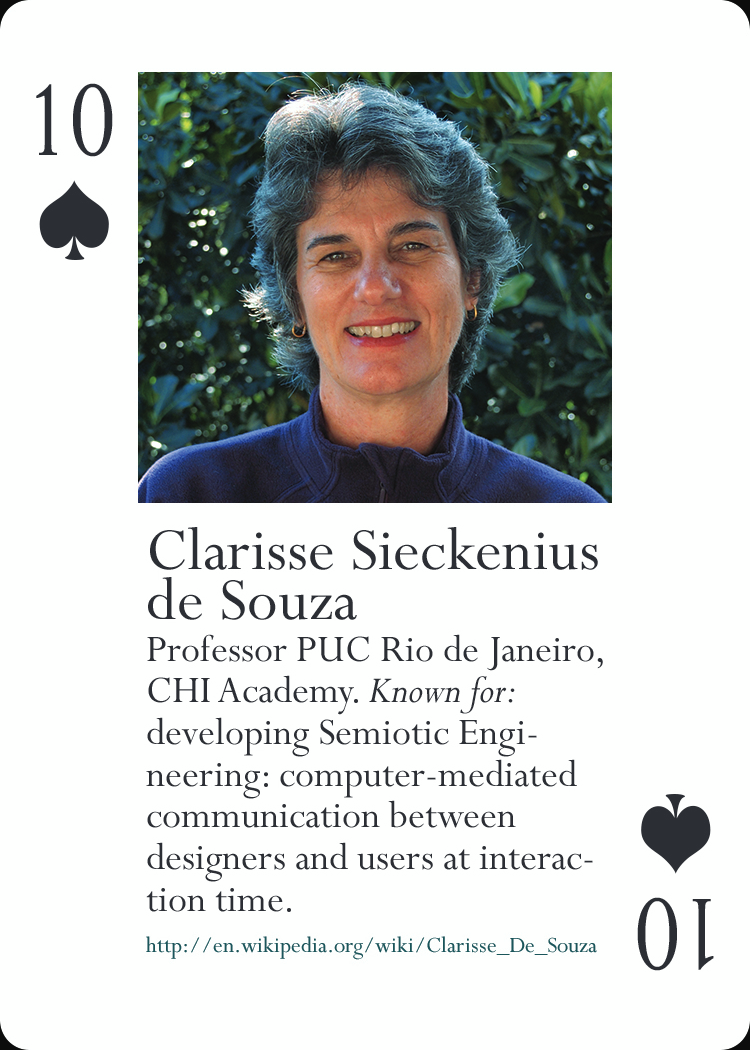 10
Clarisse Sieckenius
de Souza
Professor PUC Rio de Janeiro,
CHI Academy. Known for:
developing Semiotic Engi-
neering: computer-mediated
communication between
designers and users at interac-
tion time.
http://en.wikipedia.org/wiki/Clarisse_De_Souza
10